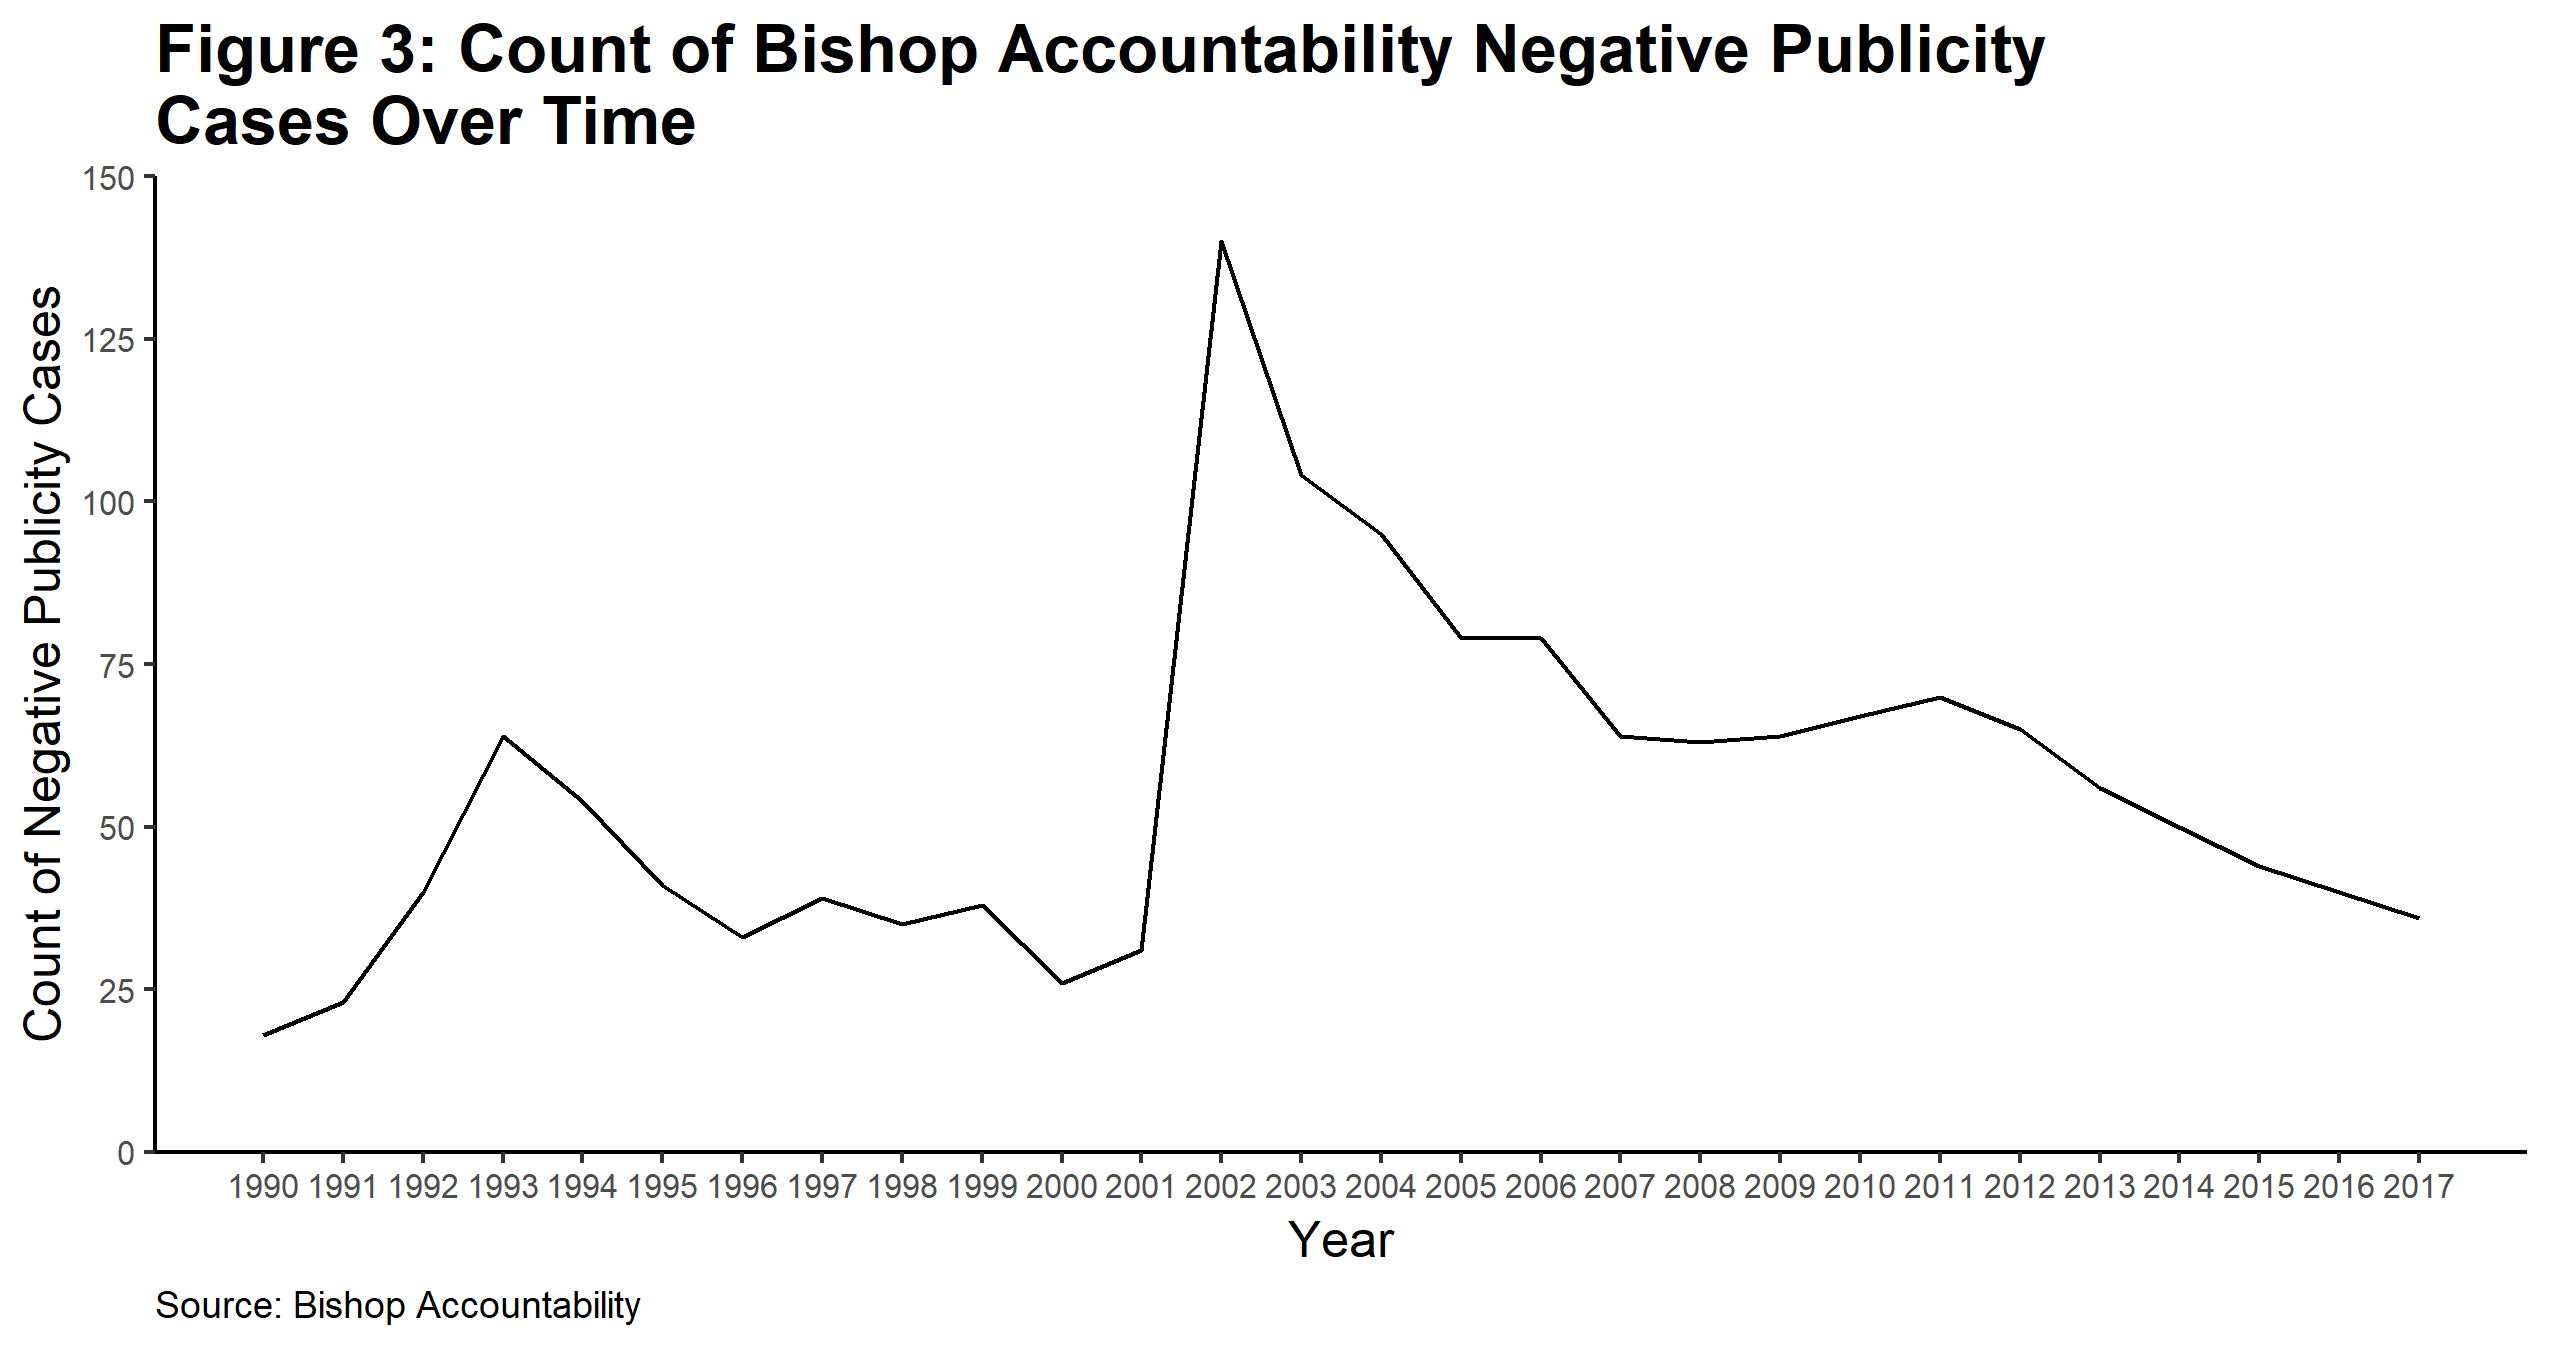 Figure 3: Count of Bishop Accountability Negative Publicity
Cases Over Time
Count of Negative Publicity Cases
150
125
100
75
50
25
0
1990 1991 1992 1993 1994 1995 1996 1997 1998 1999 2000 2001 2002 2003 2004 2005 2006 2007 2008 2009 2010 2011 2012 2013 2014 2015 2016 2017
Year
Source: Bishop Accountability